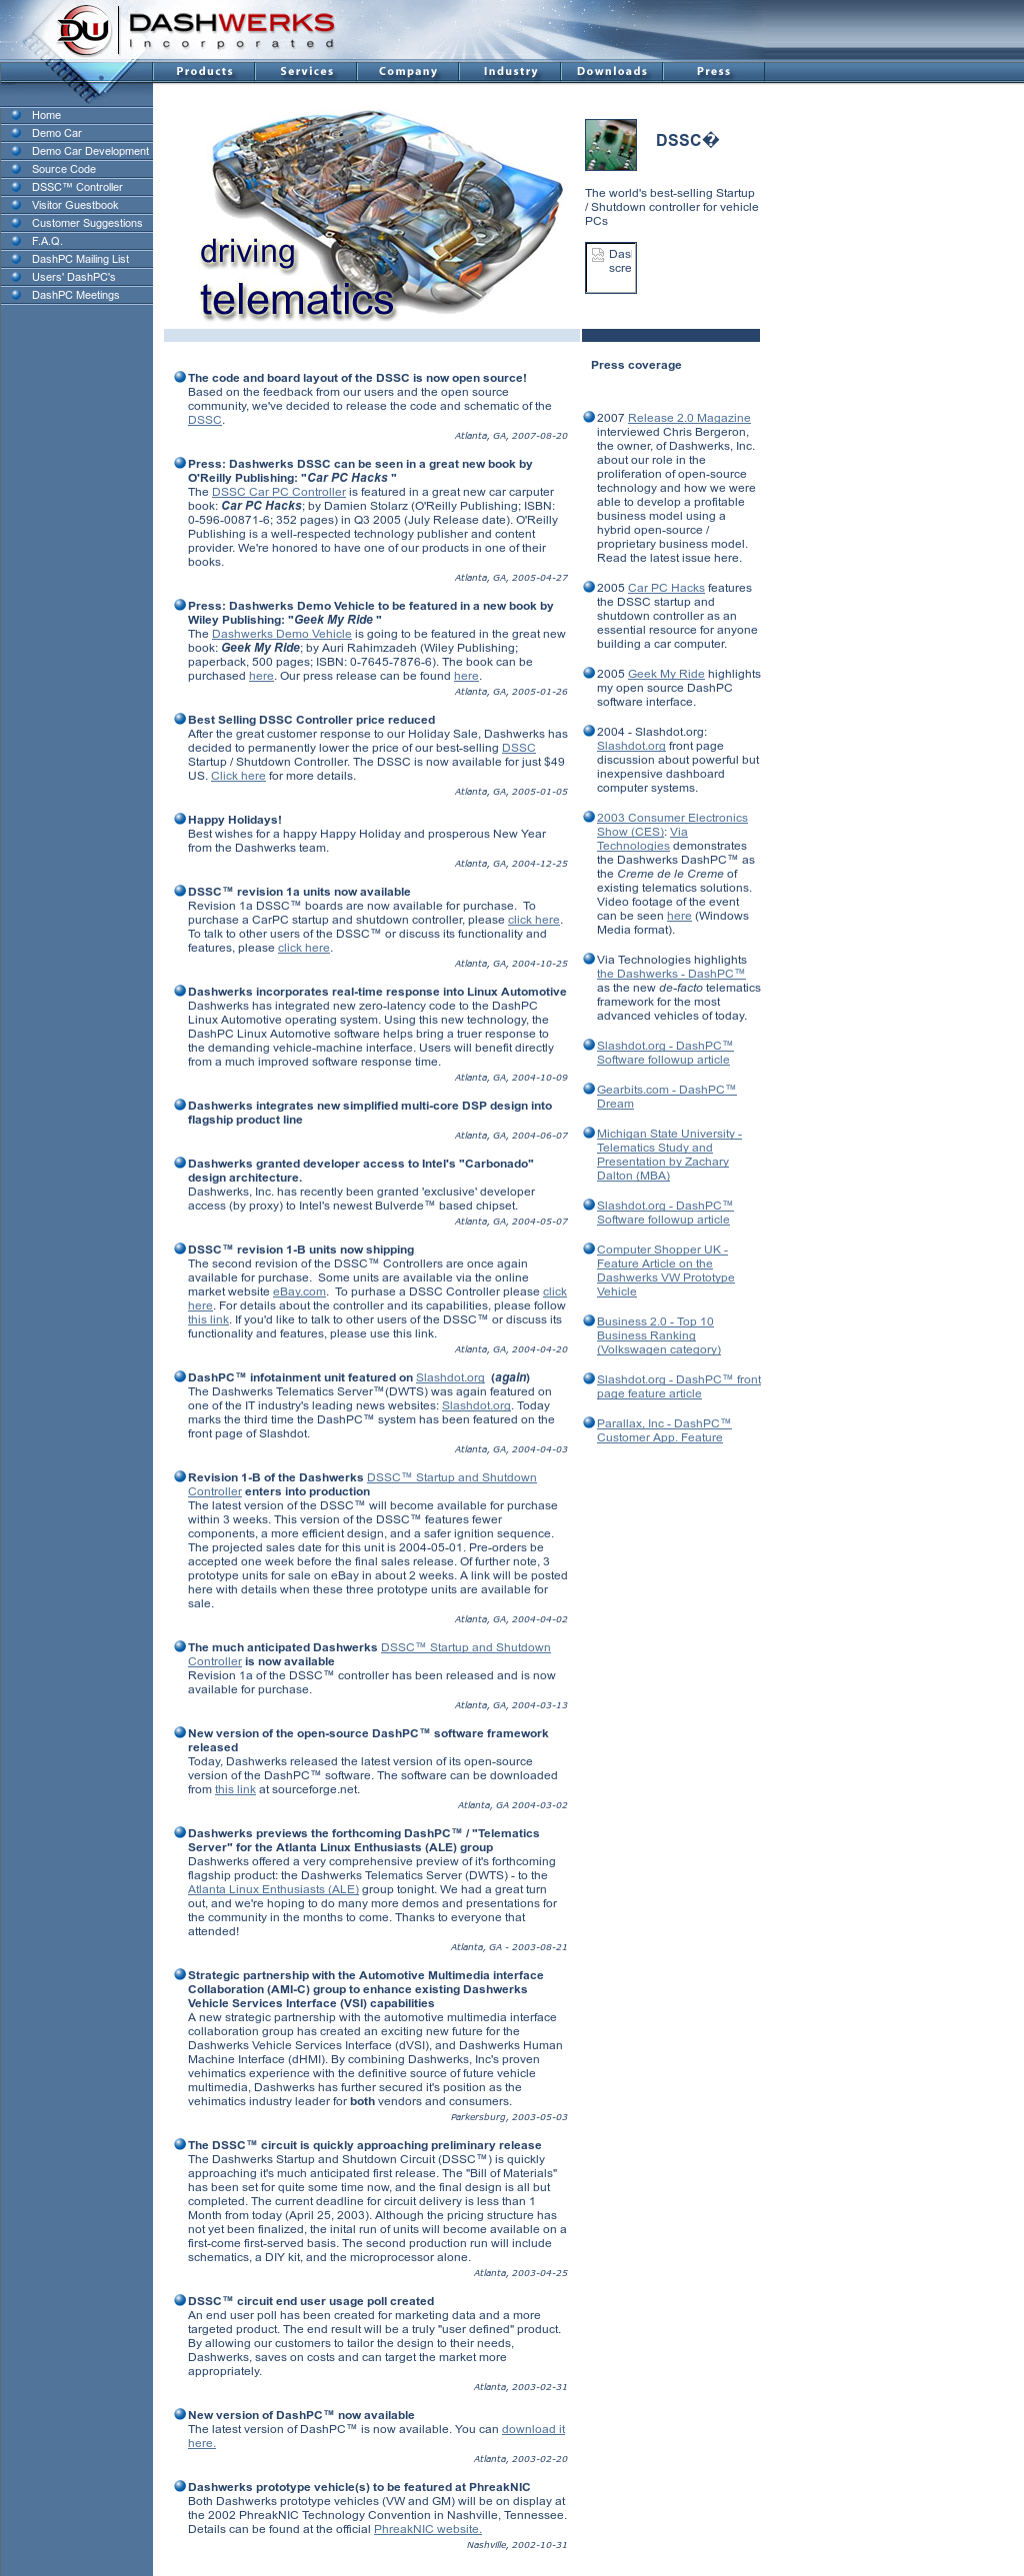 DU DASHWERKS
Incorporated
Products Services Company Industry Downloads Press
Home
Demo Car
Demo Car Development
Source Code
DSSC™ Controller
Visitor Guestbook
Customer Suggestions
F.A.Q.
DashPC Mailing List
Users' DashPC's
DashPC Meetings
driving
telematics
DSSC�
The world's best-selling Startup
/ Shutdown controller for vehicle
PCs
Das
scre
The code and board layout of the DSSC is now open source!
Based on the feedback from our users and the open source
community, we've decided to release the code and schematic of the
DSSC.
Atlanta, GA, 2007-08-20
Press: Dashwerks DSSC can be seen in a great new book by
O'Reilly Publishing: "Car PC Hacks "
The DSSC Car PC Controller is featured in a great new car carputer
book: Car PC Hacks; by Damien Stolarz (O'Reilly Publishing; ISBN:
0-596-00871-6; 352 pages) in Q3 2005 (July Release date). O'Reilly
Publishing is a well-respected technology publisher and content
provider. We're honored to have one of our products in one of their
books.
Atlanta, GA, 2005-04-27
Press: Dashwerks Demo Vehicle to be featured in a new book by
Wiley Publishing: "Geek My Ride "
The Dashwerks Demo Vehicle is going to be featured in the great new
book: Geek My Ride; by Auri Rahimzadeh (Wiley Publishing;
paperback, 500 pages; ISBN: 0-7645-7876-6). The book can be
purchased here. Our press release can be found here.
Atlanta, GA, 2005-01-26
Best Selling DSSC Controller price reduced
After the great customer response to our Holiday Sale, Dashwerks has
decided to permanently lower the price of our best-selling DSSC
Startup / Shutdown Controller. The DSSC is now available for just $49
US. Click here for more details.
Atlanta, GA, 2005-01-05
Happy Holidays!
Best wishes for a happy Happy Holiday and prosperous New Year
from the Dashwerks team.
Atlanta, GA, 2004-12-25
DSSC™ revision 1a units now available
Revision 1a DSSC™ boards are now available for purchase. To
purchase a CarPC startup and shutdown controller, please click here.
To talk to other users of the DSSC™ or discuss its functionality and
features, please click here.
Atlanta, GA, 2004-10-25
Dashwerks incorporates real-time response into Linux Automotive
Dashwerks has integrated new zero-latency code to the DashPC
Linux Automotive operating system. Using this new technology, the
DashPC Linux Automotive software helps bring a truer response to
the demanding vehicle-machine interface. Users will benefit directly
from a much improved software response time.
Atlanta, GA, 2004-10-09
Dashwerks integrates new simplified multi-core DSP design into
flagship product line
Atlanta, GA, 2004-06-07
Dashwerks granted developer access to Intel's "Carbonado"
design architecture.
Dashwerks, Inc. has recently been granted 'exclusive' developer
access (by proxy) to Intel's newest Bulverde™ based chipset.
Atlanta, GA, 2004-05-07
DSSC™ revision 1-B units now shipping
The second revision of the DSSC™ Controllers are once again
available for purchase. Some units are available via the online
market website eBay.com. To purhase a DSSC Controller please click
here. For details about the controller and its capabilities, please follow
this link. If you'd like to talk to other users of the DSSC™ or discuss its
functionality and features, please use this link.
Atlanta, GA, 2004-04-20
DashPC™ infotainment unit featured on Slashdot.org (again)
The Dashwerks Telematics Server™(DWTS) was again featured on
one of the IT industry's leading news websites: Slashdot.org. Today
marks the third time the DashPC™ system has been featured on the
front page of Slashdot.
Atlanta, GA, 2004-04-03
Revision 1-B of the Dashwerks DSSC™ Startup and Shutdown
Controller enters into production
The latest version of the DSSC™ will become available for purchase
within 3 weeks. This version of the DSSC™ features fewer
components, a more efficient design, and a safer ignition sequence.
The projected sales date for this unit is 2004-05-01. Pre-orders be
accepted one week before the final sales release. Of further note, 3
prototype units for sale on eBay in about 2 weeks. A link will be posted
here with details when these three prototype units are available for
sale.
Atlanta, GA, 2004-04-02
The much anticipated Dashwerks DSSC™ Startup and Shutdown
Controller is now available
Revision 1a of the DSSC™ controller has been released and is now
available for purchase.
Atlanta, GA, 2004-03-13
New version of the open-source DashPC™ software framework
released
Today, Dashwerks released the latest version of its open-source
version of the DashPC™ software. The software can be downloaded
from this link at sourceforge.net.
Atlanta, GA 2004-03-02
Dashwerks previews the forthcoming DashPC™ / "Telematics
Server" for the Atlanta Linux Enthusiasts (ALE) group
Dashwerks offered a very comprehensive preview of it's forthcoming
flagship product: the Dashwerks Telematics Server (DWTS) - to the
Atlanta Linux Enthusiasts (ALE) group tonight. We had a great turn
out, and we're hoping to do many more demos and presentations for
the community in the months to come. Thanks to everyone that
attended!
Atlanta, GA - 2003-08-21
Strategic partnership with the Automotive Multimedia interface
Collaboration (AMI-C) group to enhance existing Dashwerks
Vehicle Services Interface (VSI) capabilities
A new strategic partnership with the automotive multimedia interface
collaboration group has created an exciting new future for the
Dashwerks Vehicle Services Interface (dVSI), and Dashwerks Human
Machine Interface (dHMI). By combining Dashwerks, Inc's proven
vehimatics experience with the definitive source of future vehicle
multimedia, Dashwerks has further secured it's position as the
vehimatics industry leader for both vendors and consumers.
Parkersburg, 2003-05-03
The DSSC™ circuit is quickly approaching preliminary release
The Dashwerks Startup and Shutdown Circuit (DSSC™) is quickly
approaching it's much anticipated first release. The "Bill of Materials"
has been set for quite some time now, and the final design is all but
completed. The current deadline for circuit delivery is less than 1
Month from today (April 25, 2003). Although the pricing structure has
not yet been finalized, the inital run of units will become available on a
first-come first-served basis. The second production run will include
schematics, a DIY kit, and the microprocessor alone.
Atlanta, 2003-04-25
DSSC™ circuit end user usage poll created
An end user poll has been created for marketing data and a more
targeted product. The end result will be a truly "user defined" product.
By allowing our customers to tailor the design to their needs,
Dashwerks, saves on costs and can target the market more
appropriately.
Atlanta, 2003-02-31
New version of DashPC™ now available
The latest version of DashPC™ is now available. You can download it
here.
Atlanta, 2003-02-20
Dashwerks prototype vehicle(s) to be featured at PhreakNIC
Both Dashwerks prototype vehicles (VW and GM) will be on display at
the 2002 PhreakNIC Technology Convention in Nashville, Tennessee.
Details can be found at the official PhreakNIC website.
Nashville, 2002-10-31
Press coverage
2007 Release 2.0 Magazine
interviewed Chris Bergeron,
the owner, of Dashwerks, Inc.
about our role in the
proliferation of open-source
technology and how we were
able to develop a profitable
business model using a
hybrid open-source /
proprietary business model.
Read the latest issue here.
2005 Car PC Hacks features
the DSSC startup and
shutdown controller as an
essential resource for anyone
building a car computer.
2005 Geek My Ride highlights
my open source DashPC
software interface.
2004 - Slashdot.org:
Slashdot.org front page
discussion about powerful but
inexpensive dashboard
computer systems.
2003 Consumer Electronics
Show (CES): Via
Technologies demonstrates
the Dashwerks DashPC™ as
the Creme de le Creme of
existing telematics solutions.
Video footage of the event
can be seen here (Windows
Media format).
Via Technologies highlights
the Dashwerks - DashPC™
as the new de-facto telematics
framework for the most
advanced vehicles of today.
Slashdot.org - DashPC™
Software followup article
Gearbits.com - DashPC™
Dream
Michigan State University -
Telematics Study and
Presentation by Zachary
Dalton (MBA)
Slashdot.org - DashPC™
Software followup article
Computer Shopper UK -
Feature Article on the
Dashwerks VW Prototype
Vehicle
Business 2.0 - Top 10
Business Ranking
(Volkswagen category)
Slashdot.org - DashPC™ front
page feature article
Parallax, Inc - DashPC™
Customer App. Feature